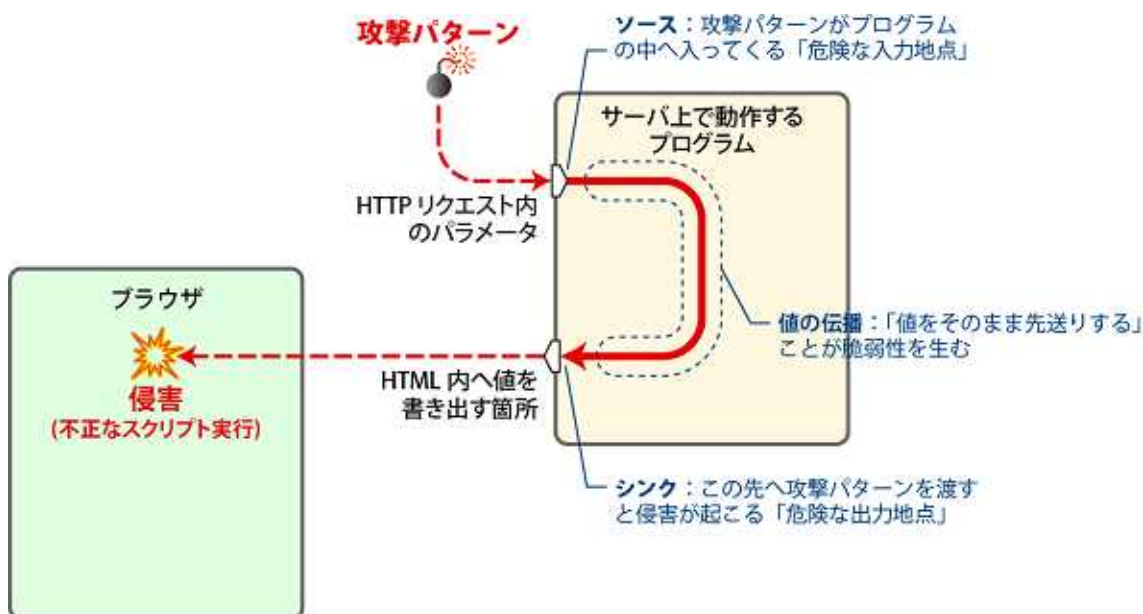 攻撃パターン
ソース：攻撃パターンがプログラム
の中へ入ってくる「危険な入力地点」
サーバ上で動作する
プログラム
HTTP リクエスト内
のパラメータ
ブラウザ
値の伝播：「値をそのまま先送りする」
ことが脆弱性を生む
侵害
(不正なスクリプト実行)
HTML 内へ値を
書き出す箇所
シンク：この先へ攻撃パターンを渡す
と侵害が起こる「危険な出力地点」